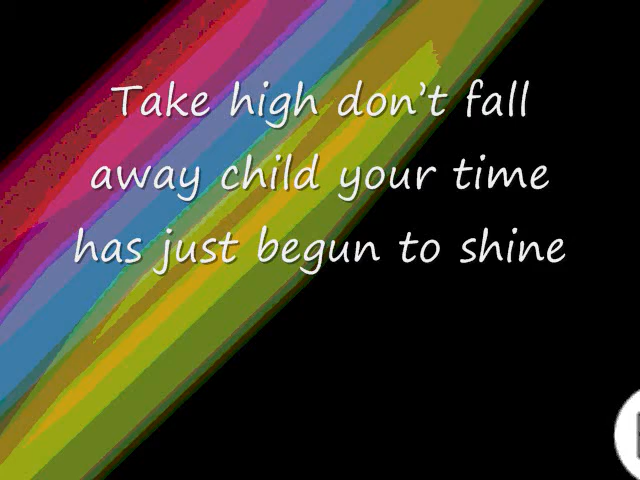 Take high don't fall
away child your time
has just begun to shine